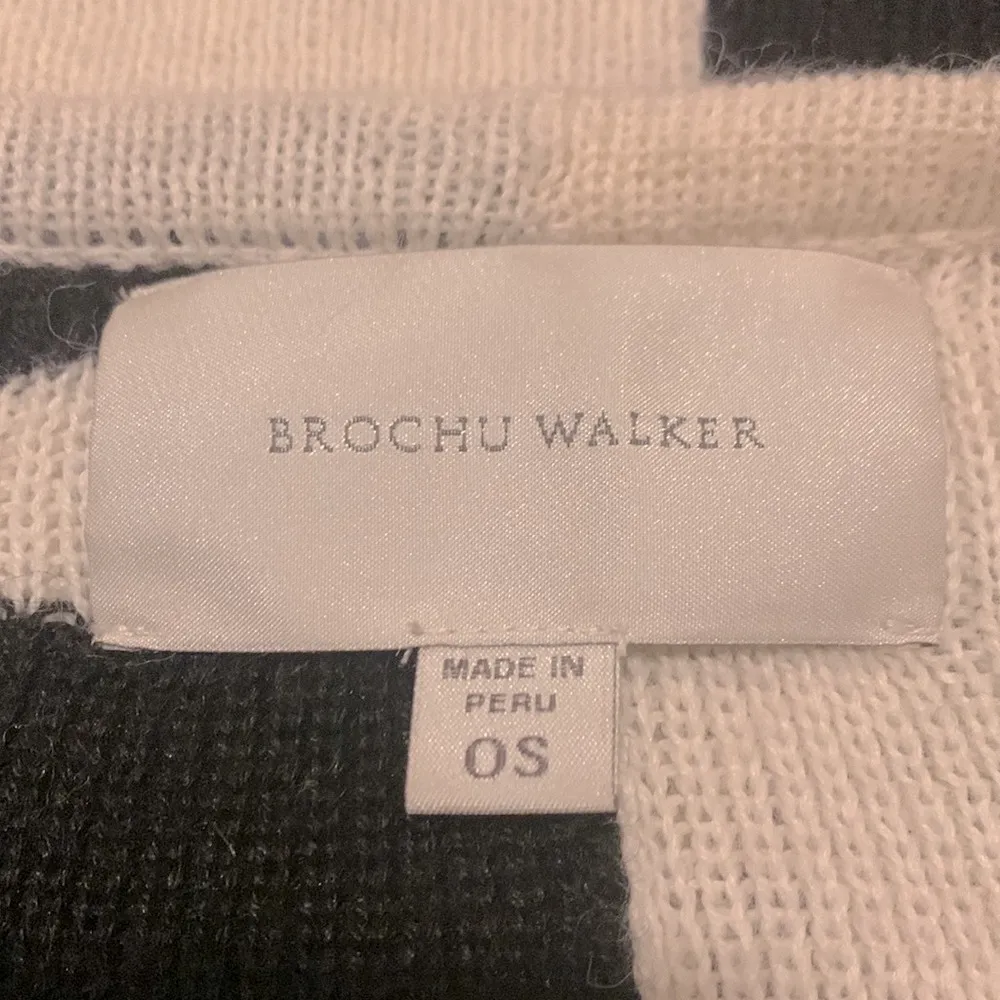 BROCHU WALKER
MADE IN
PERU
OS